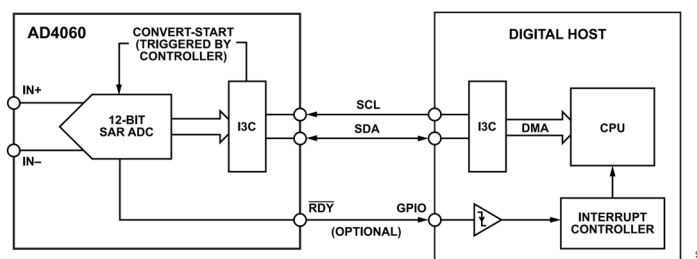 AD4060
CONVERT-START
(TRIGGERED BY
CONTROLLER)
DIGITAL HOST
IN+
IN–
12-BIT
SAR ADC
I3C
SCL
SDA
I3C
DMA
CPU
RDY
(OPTIONAL)
GPIO
INTERRUPT
CONTROLLER